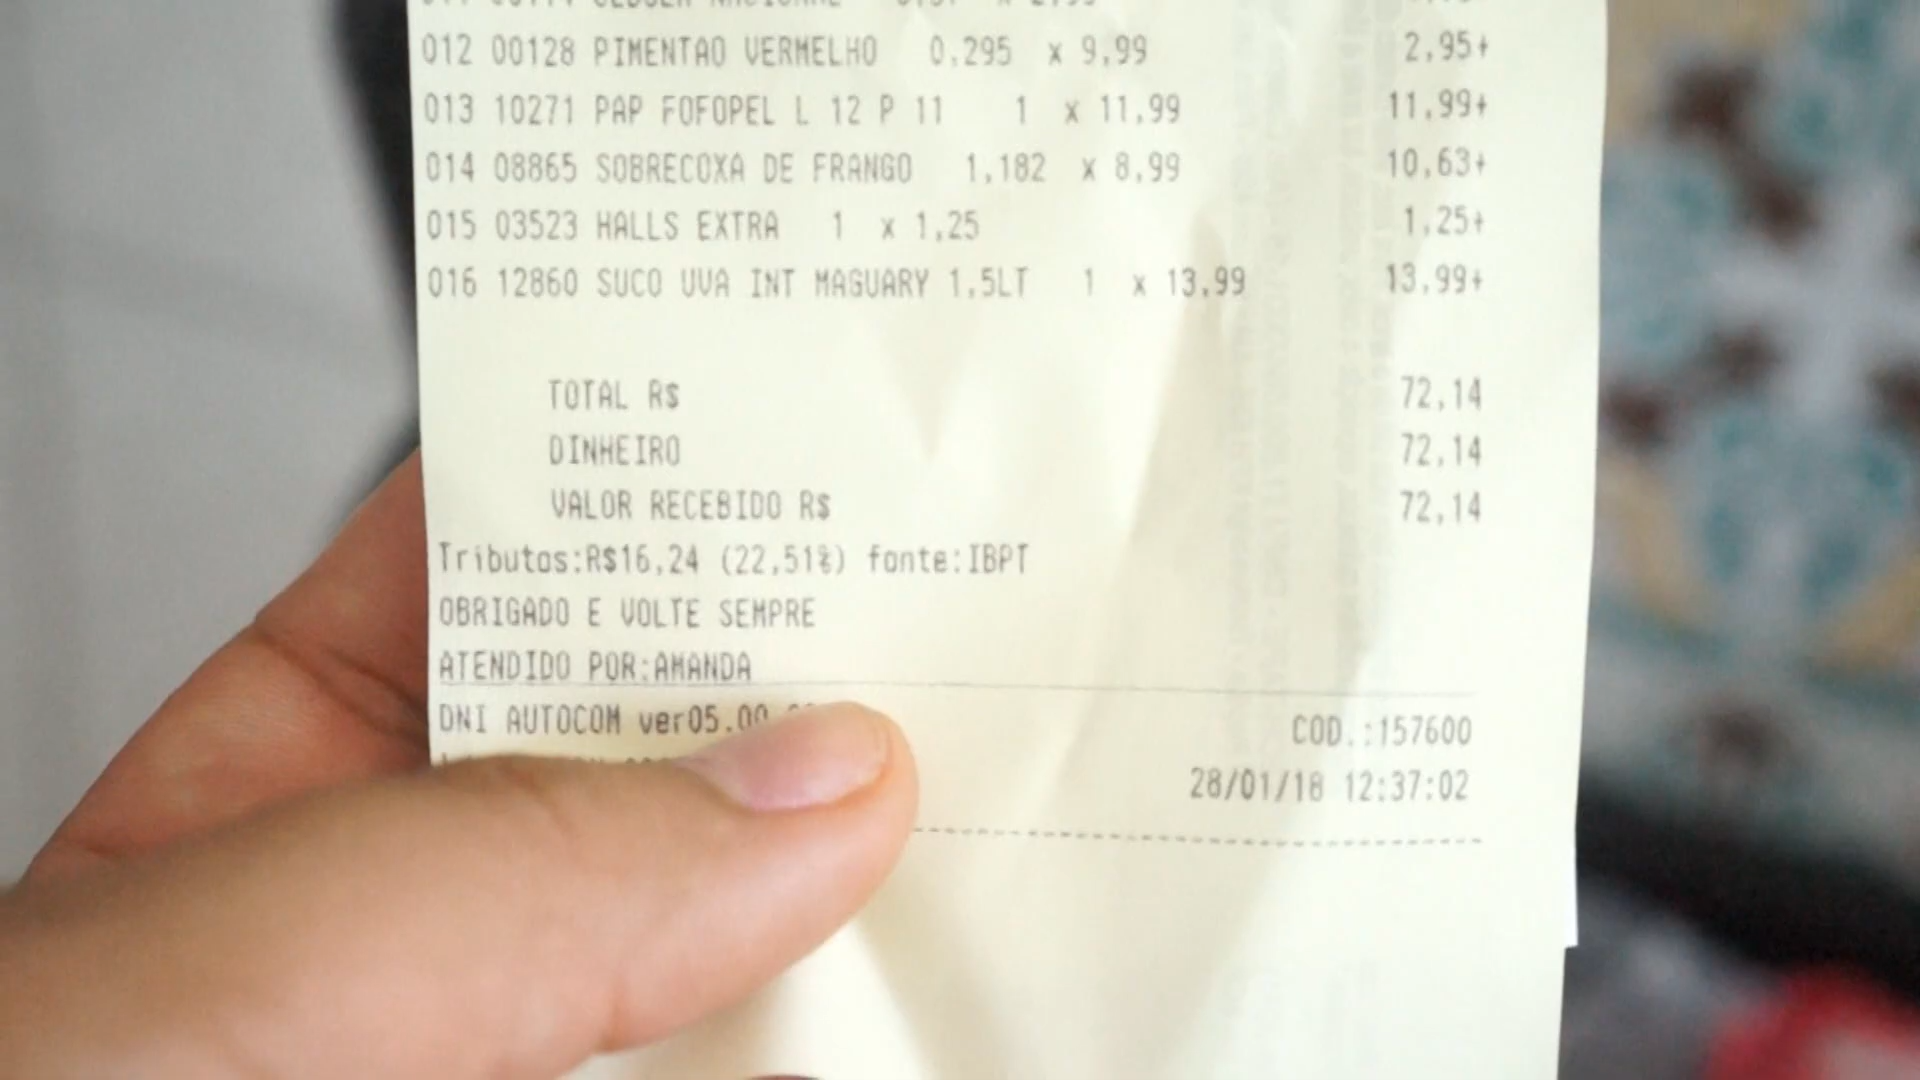 012 00128 PIMENTAO VERMELHO 0,295 x 9,99 2,95+
013 10271 PAP FOFOPEL L 12 P 11 1 x 11,99 11,99+
014 08865 SOBRECOXA DE FRANGO 1,182 x 8,99 10,63+
015 03523 HALLS EXTRA 1 x 1,25 1,25+
016 12860 SUCO UVA INT MAGUARY 1,5LT 1 x 13,99 13,99+
TOTAL R$ 72,14
DINHEIRO 72,14
VALOR RECEBIDO R$ 72,14
Tributos:R$16,24 (22,51%) fonte:IBPT
OBRIGADO E VOLTE SEMPRE
ATENDIDO POR:AMANDA
DNI AUTOCOM COD.:157600
28/01/18 12:37:02